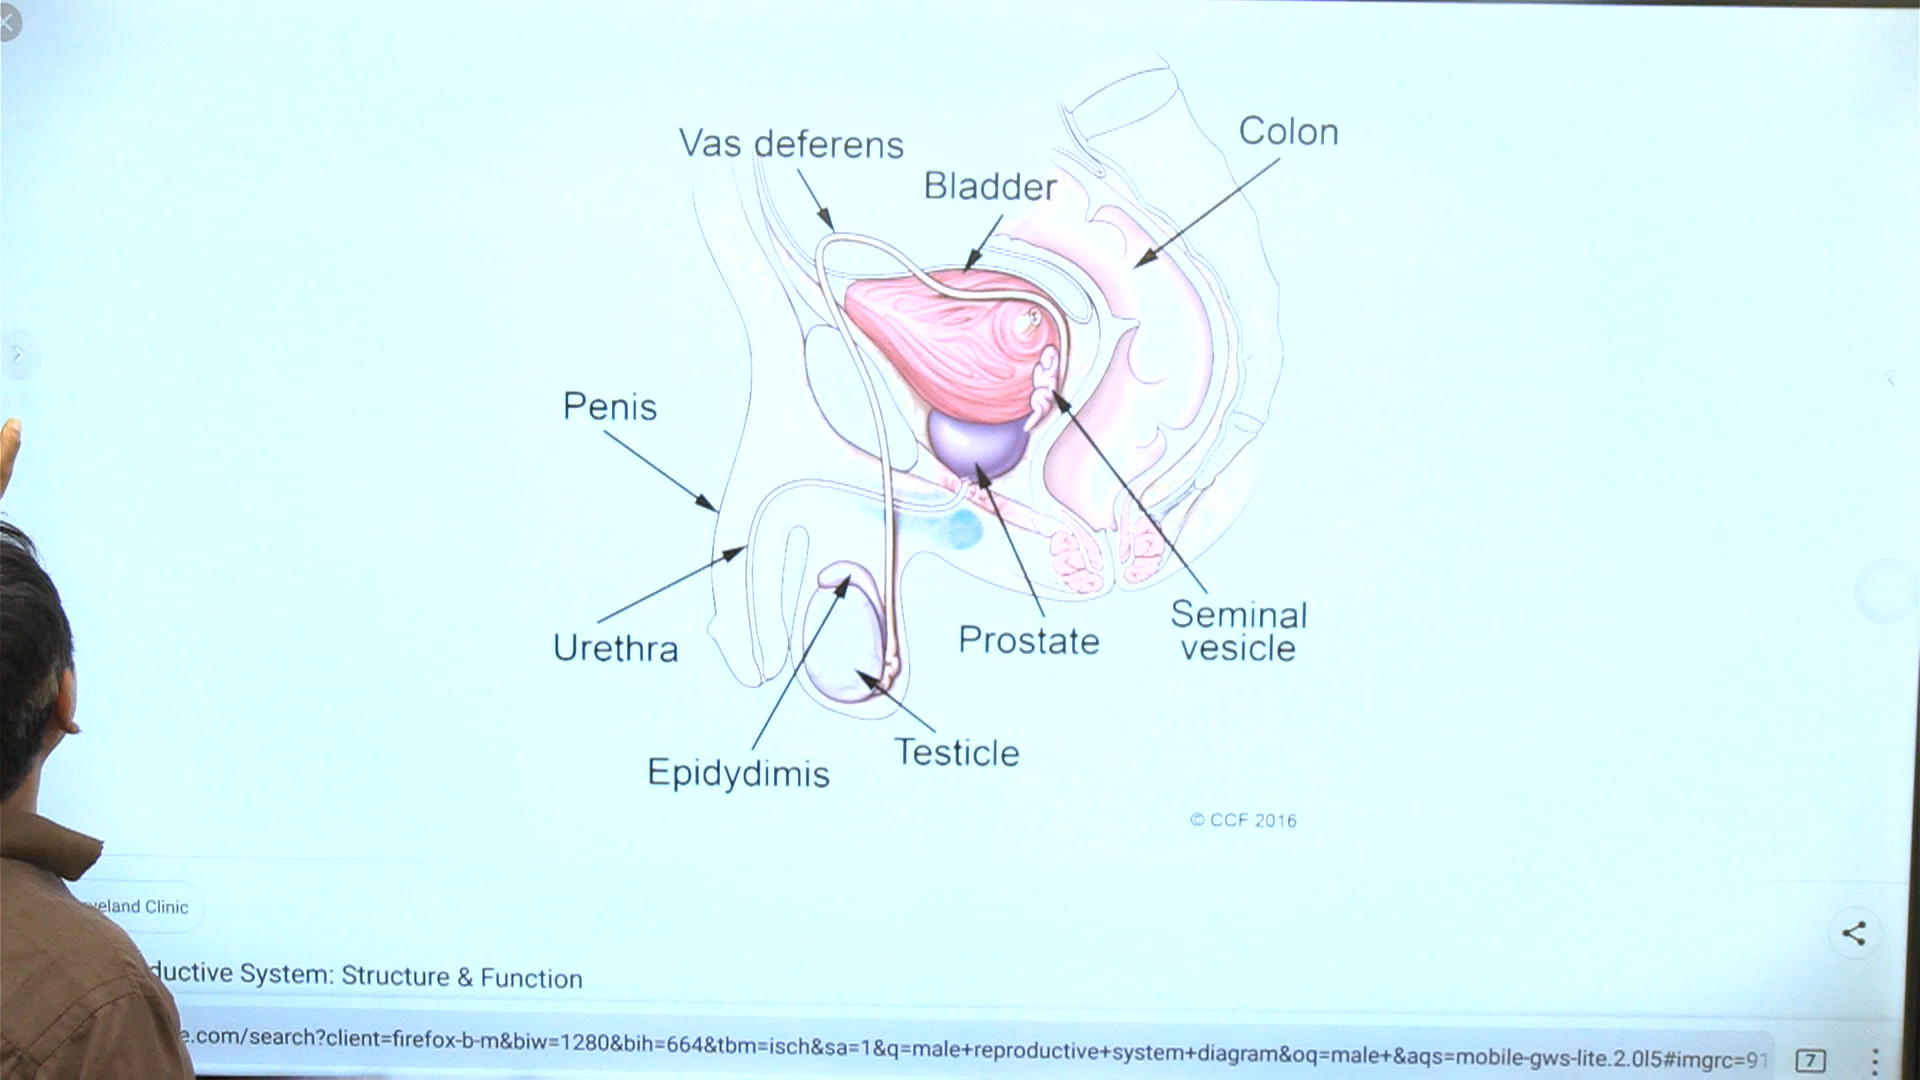 Vas deferens
Colon
Bladder
Penis
Seminal
vesicle
Prostate
Urethra
Testicle
Epidydimis
© CCF 2016
eland Clinic
ductive System: Structure & Function
e.com/search?client=firefox-b-m&biw=1280&bih=664&tbm=isch&sa=1&q=male+reproductive+system+diagram&oq=male+&aqs=mobile-gws-lite.2.0l5#imgrc=91
7